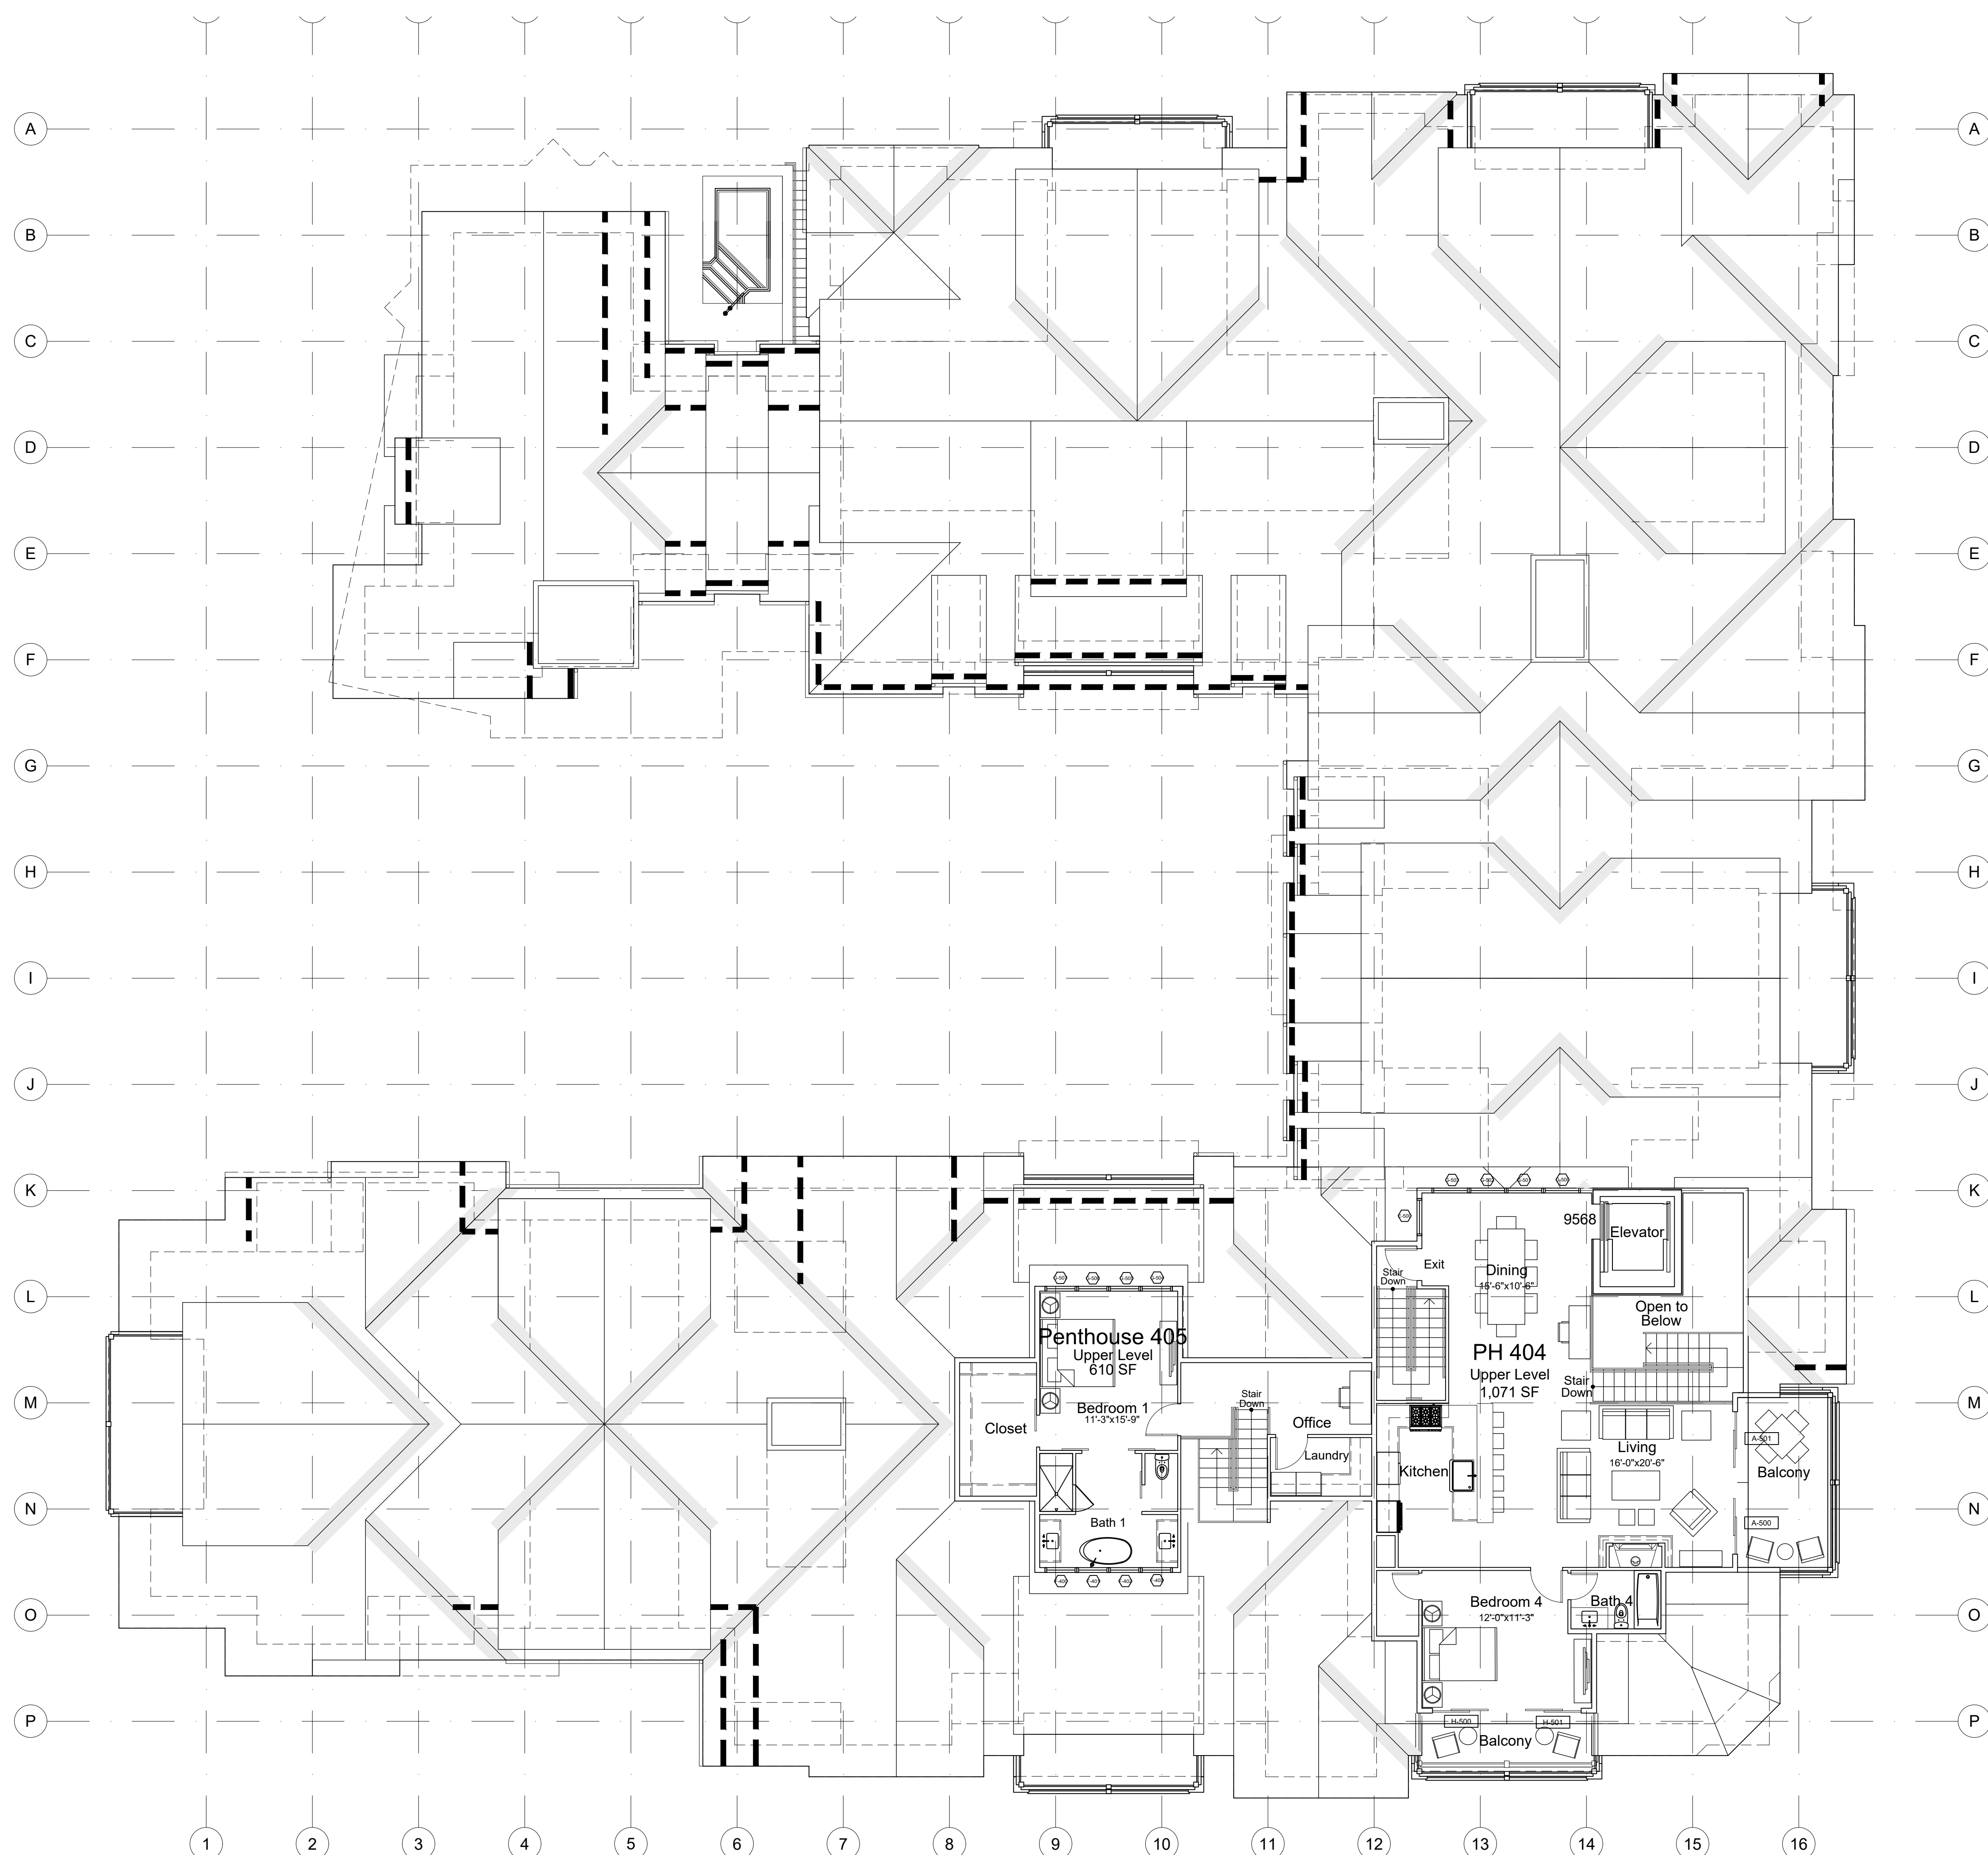 A
A
B
B
C
C
D
D
E
E
F
F
G
G
H
H
I
I
J
J
K
K
9568
Elevator
Exit
Stair
Down
Dining
15'-6"x10'-6"
L
L
Open to
Below
Penthouse 405
Upper Level
610 SF
PH 404
Upper Level
1,071 SF
Stair
Down
M
M
Bedroom 1
11'-3"x15'-9"
Closet
Stair
Down
Office
Laundry
Kitchen
Living
16'-0"x20'-6"
A-501
Balcony
N
N
A-500
Bath 1
O
O
Bedroom 4
12'-0"x11'-3"
Bath 4
P
P
H-500
H-501
Balcony
1
2
3
4
5
6
7
8
9
10
11
12
13
14
15
16